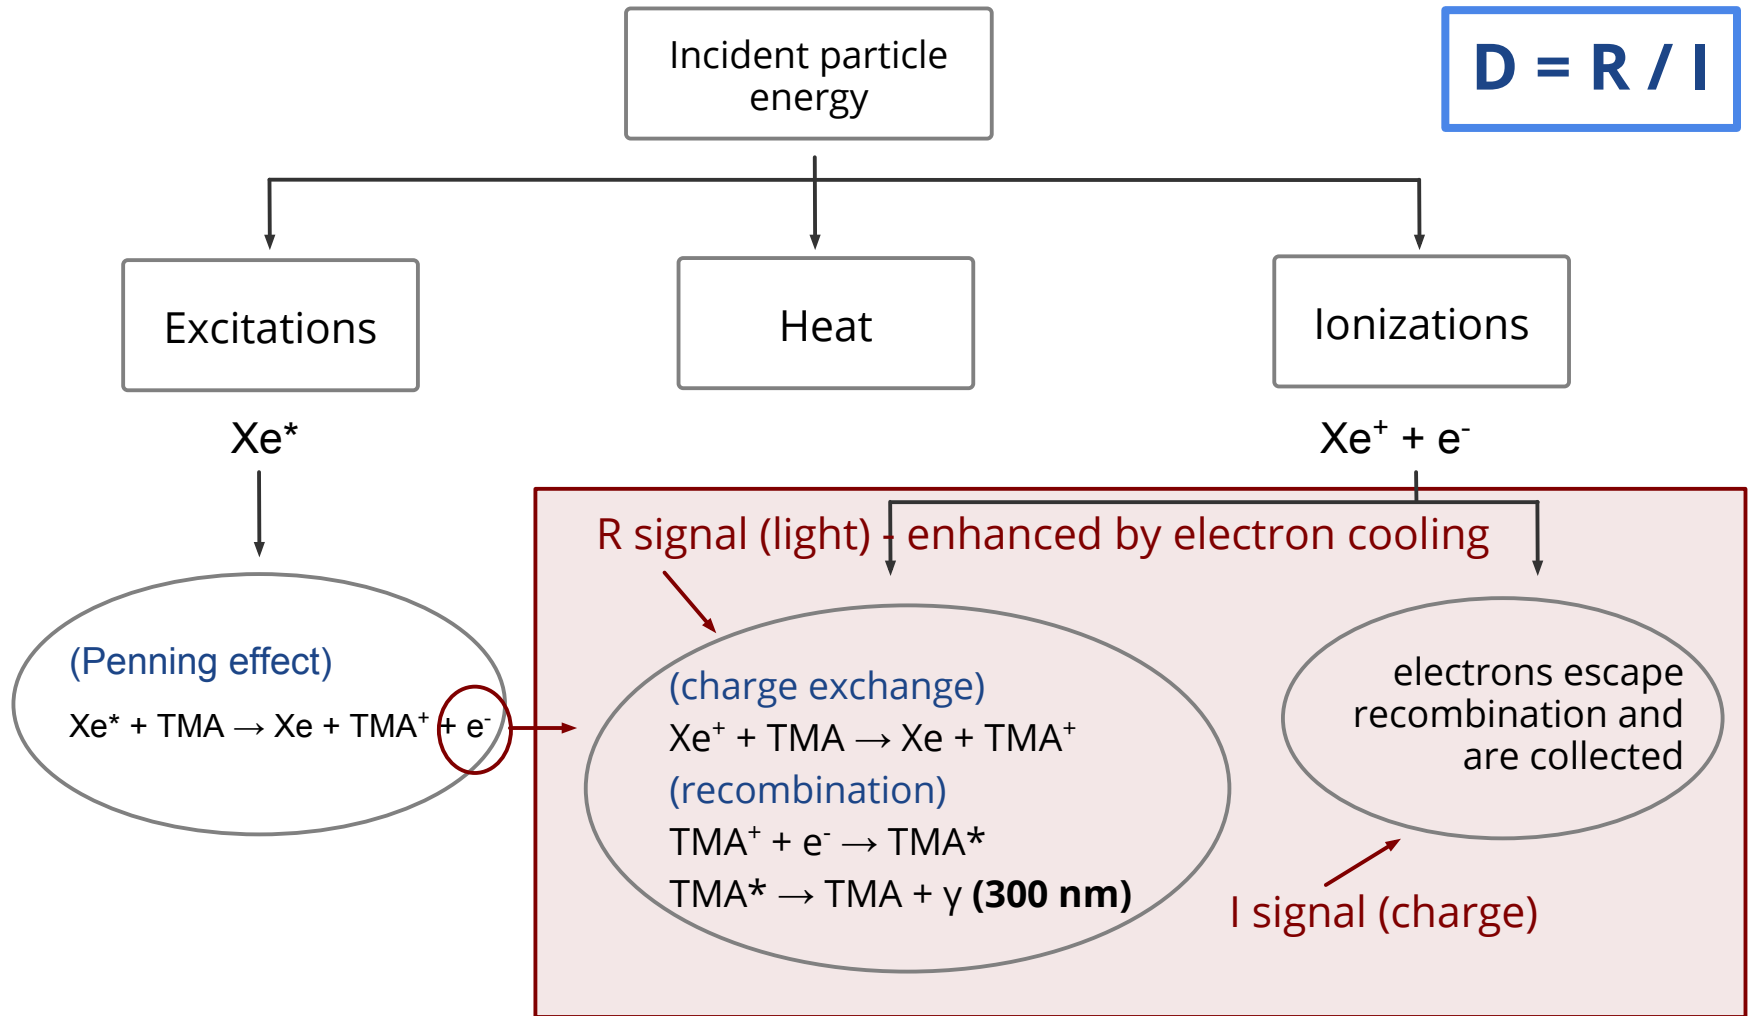 Incident particle
energy
D = R / I
Excitations
Heat
Ionizations
Xe*
Xe⁺ + e⁻
R signal (light) - enhanced by electron cooling
(Penning effect)
Xe* + TMA → Xe + TMA⁺ + e⁻
(charge exchange)
Xe⁺ + TMA → Xe + TMA⁺
(recombination)
TMA⁺ + e⁻ → TMA*
TMA* → TMA + γ (300 nm)
electrons escape
recombination and
are collected
I signal (charge)